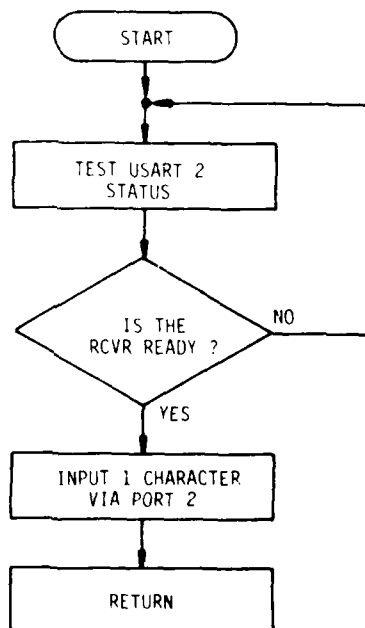 START
TEST USART 2
STATUS
IS THE
RCVR READY ?
NO
YES
INPUT 1 CHARACTER
VIA PORT 2
RETURN